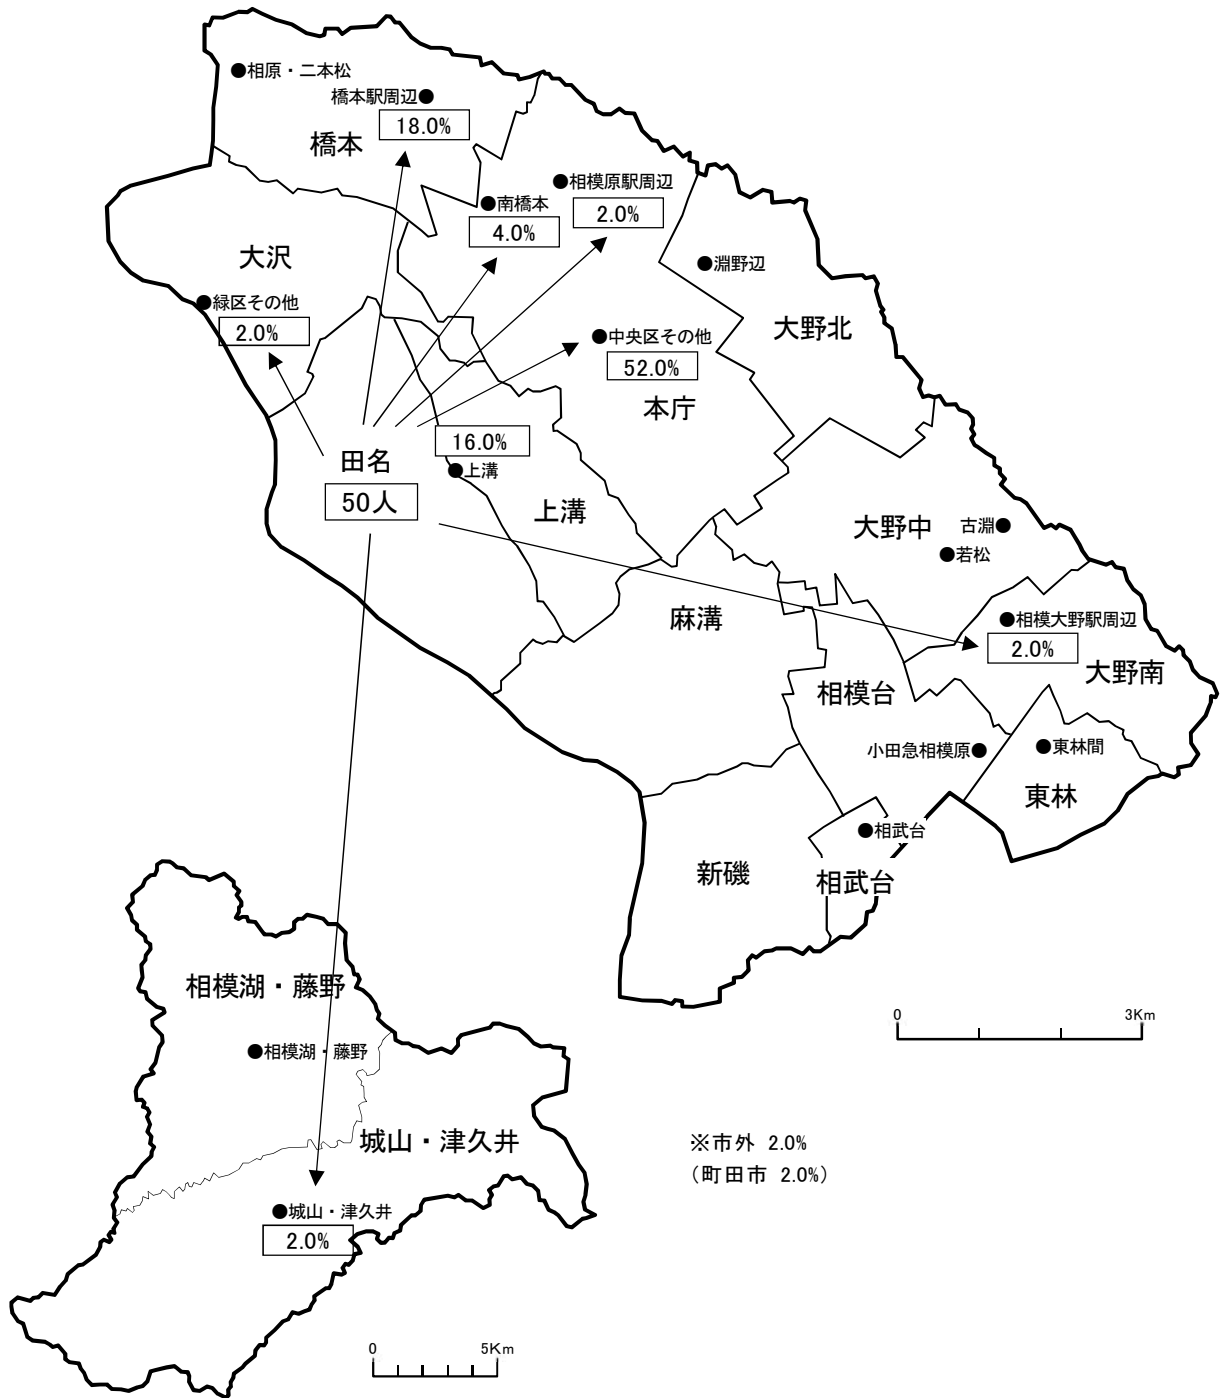 ●相原・二本松
橋本駅周辺●
18.0%
橋本
●相模原駅周辺
2.0%
●南橋本
4.0%
大沢
●淵野辺
●緑区その他
2.0%
大野北
●中央区その他
52.0%
本庁
16.0%
●上溝
田名
50人
上溝
大野中
古淵●
●若松
麻溝
●相模大野駅周辺
2.0%
大野南
相模台
小田急相模原●
●東林間
東林
●相武台
相武台
新磯
相模湖・藤野
●相模湖・藤野
0 3Km
城山・津久井
※市外 2.0%
(町田市 2.0%)
●城山・津久井
2.0%
0 5Km